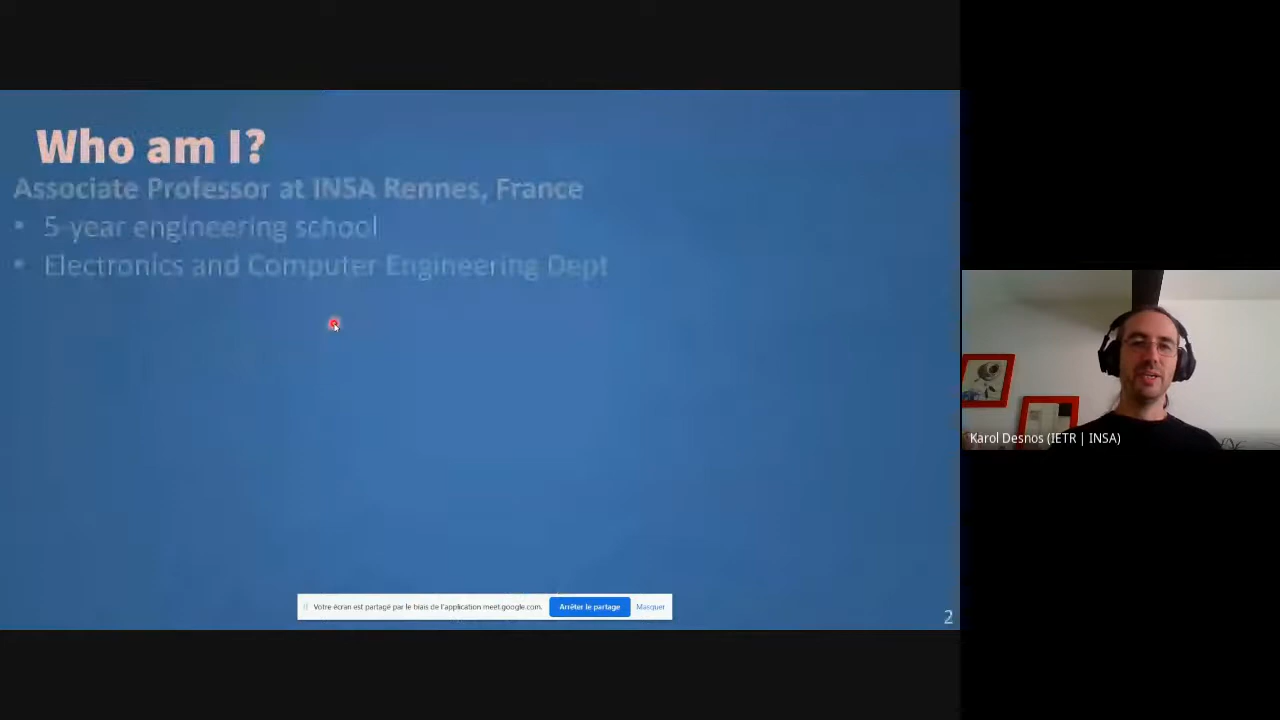 Who am I?
Associate Professor at INSA Rennes, France
• 5-year engineering school
• Electronics and Computer Engineering Dept
Votre écran est partagé par le biais de l'application meet.google.com.
Arrêter le partage
Masquer
2
Karol Desnos (IETR | INSA)